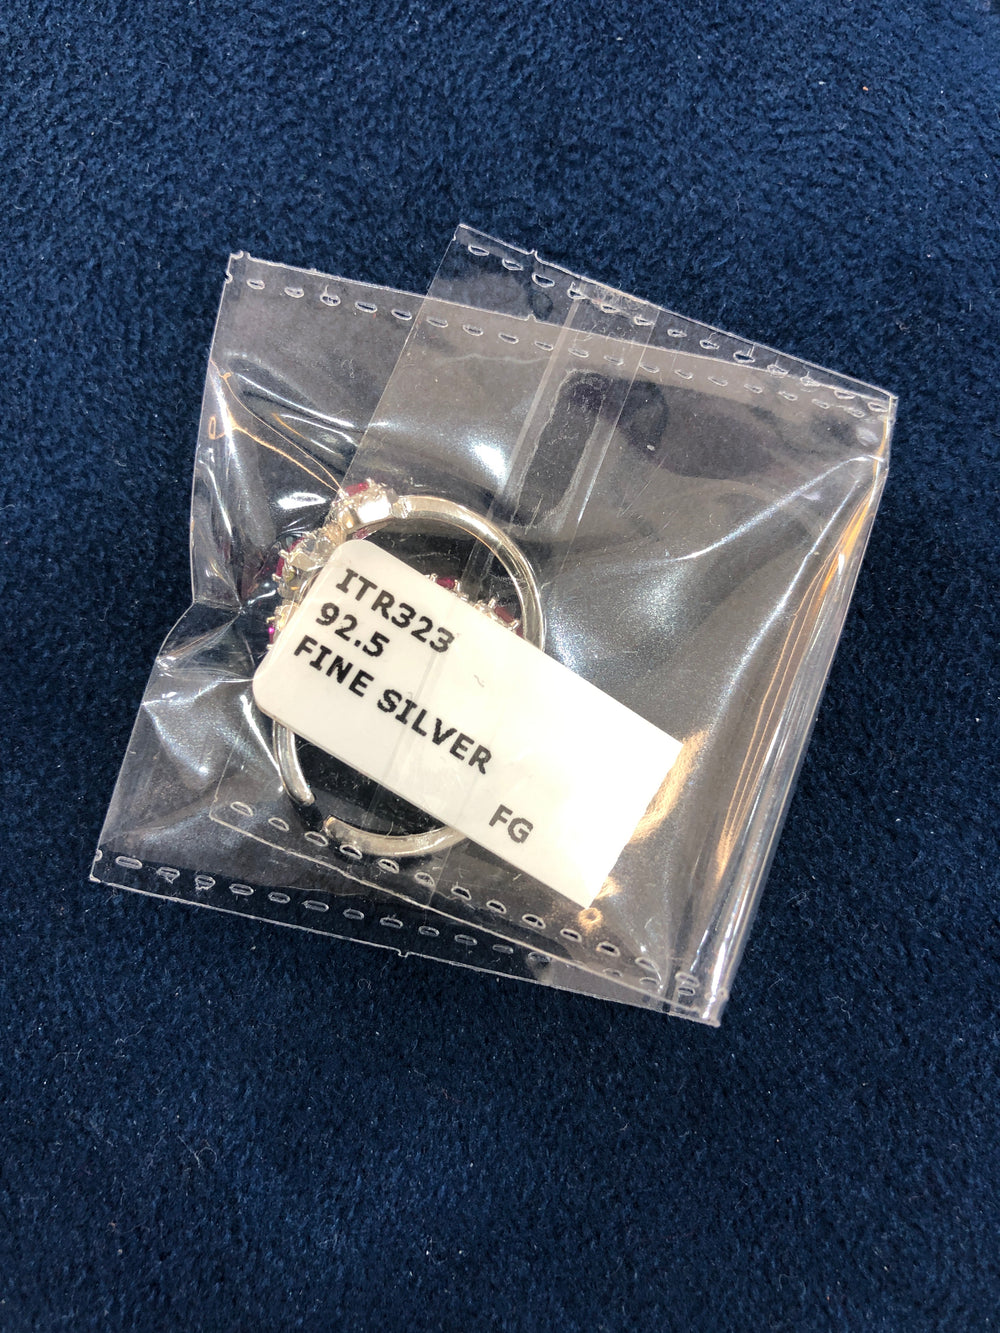 ITR323
92.5
FINE SILVER
FG